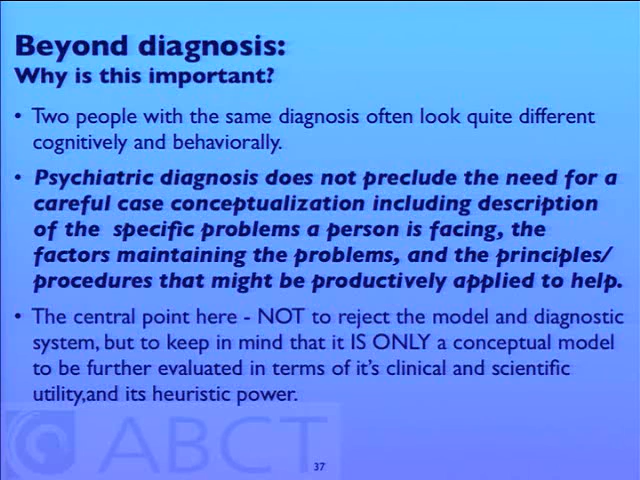 Beyond diagnosis:
Why is this important?
• Two people with the same diagnosis often look quite different
cognitively and behaviorally.
• Psychiatric diagnosis does not preclude the need for a
careful case conceptualization including description
of the  specific problems a person is facing, the
factors maintaining the problems, and the principles/
procedures that might be productively applied to help.
• The central point here - NOT to reject the model and diagnostic
system, but to keep in mind that it IS ONLY a conceptual model
to be further evaluated in terms of it's clinical and scientific
utility,and its heuristic power.
ABCT
37